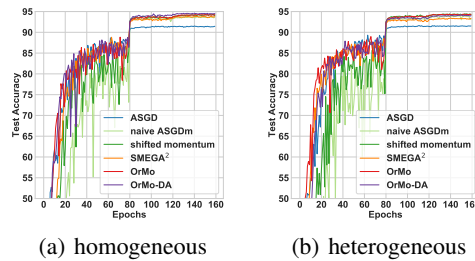 95
90
85
80
75
70
65
60
55
50
Test Accuracy
ASGD
naive ASGDm
shifted momentum
SMEGA²
OrMo
OrMo-DA
20 40 60 80 100 120 140 160
Epochs
(a) homogeneous
95
90
85
80
75
70
65
60
55
50
Test Accuracy
ASGD
naive ASGDm
shifted momentum
SMEGA²
OrMo
OrMo-DA
0 20 40 60 80 100 120 140 160
Epochs
(b) heterogeneous